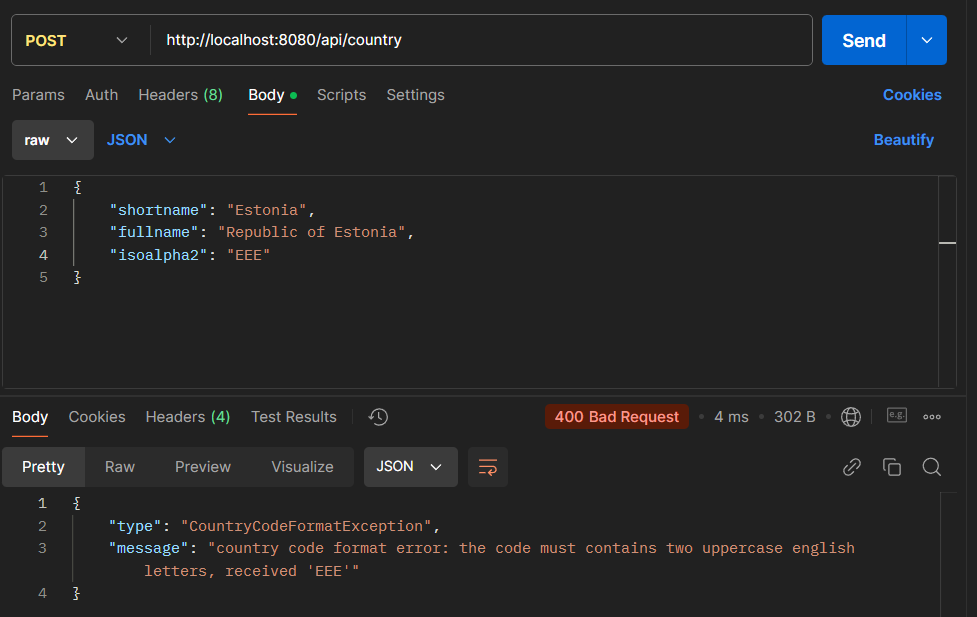 POST http://localhost:8080/api/country Send
Params Auth Headers (8) Body Scripts Settings Cookies
raw JSON Beautify
1 {
2 "shortname": "Estonia",
3 "fullname": "Republic of Estonia",
4 "isoalpha2": "EEE"
5 }
Body Cookies Headers (4) Test Results 400 Bad Request 4 ms 302 B e.g.
Pretty Raw Preview Visualize JSON
1 {
2 "type": "CountryCodeFormatException",
3 "message": "country code format error: the code must contains two uppercase english
letters, received 'EEE'"
4 }